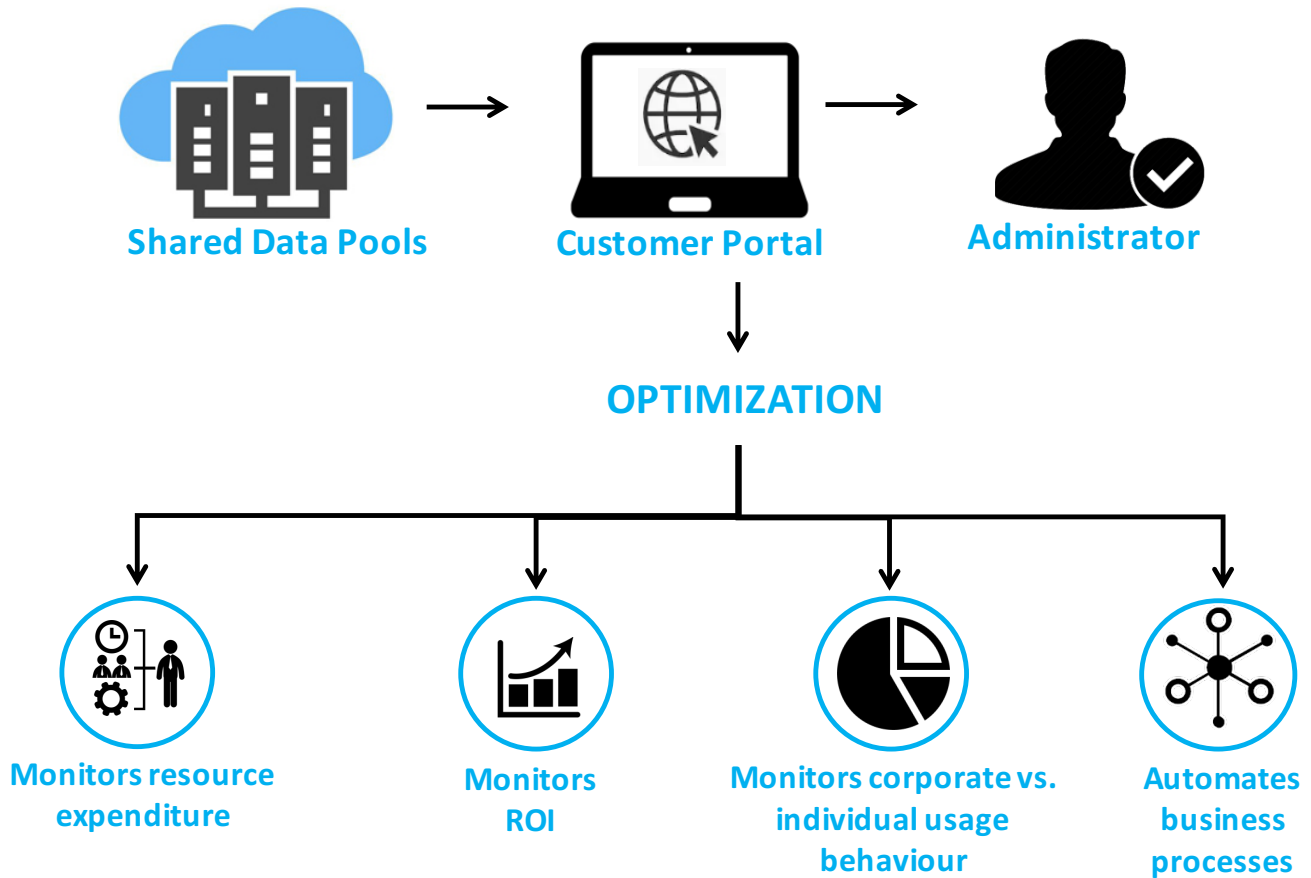 Shared Data Pools
Customer Portal
Administrator
OPTIMIZATION
Monitors resource
expenditure
Monitors
ROI
Monitors corporate vs.
individual usage
behaviour
Automates
business
processes